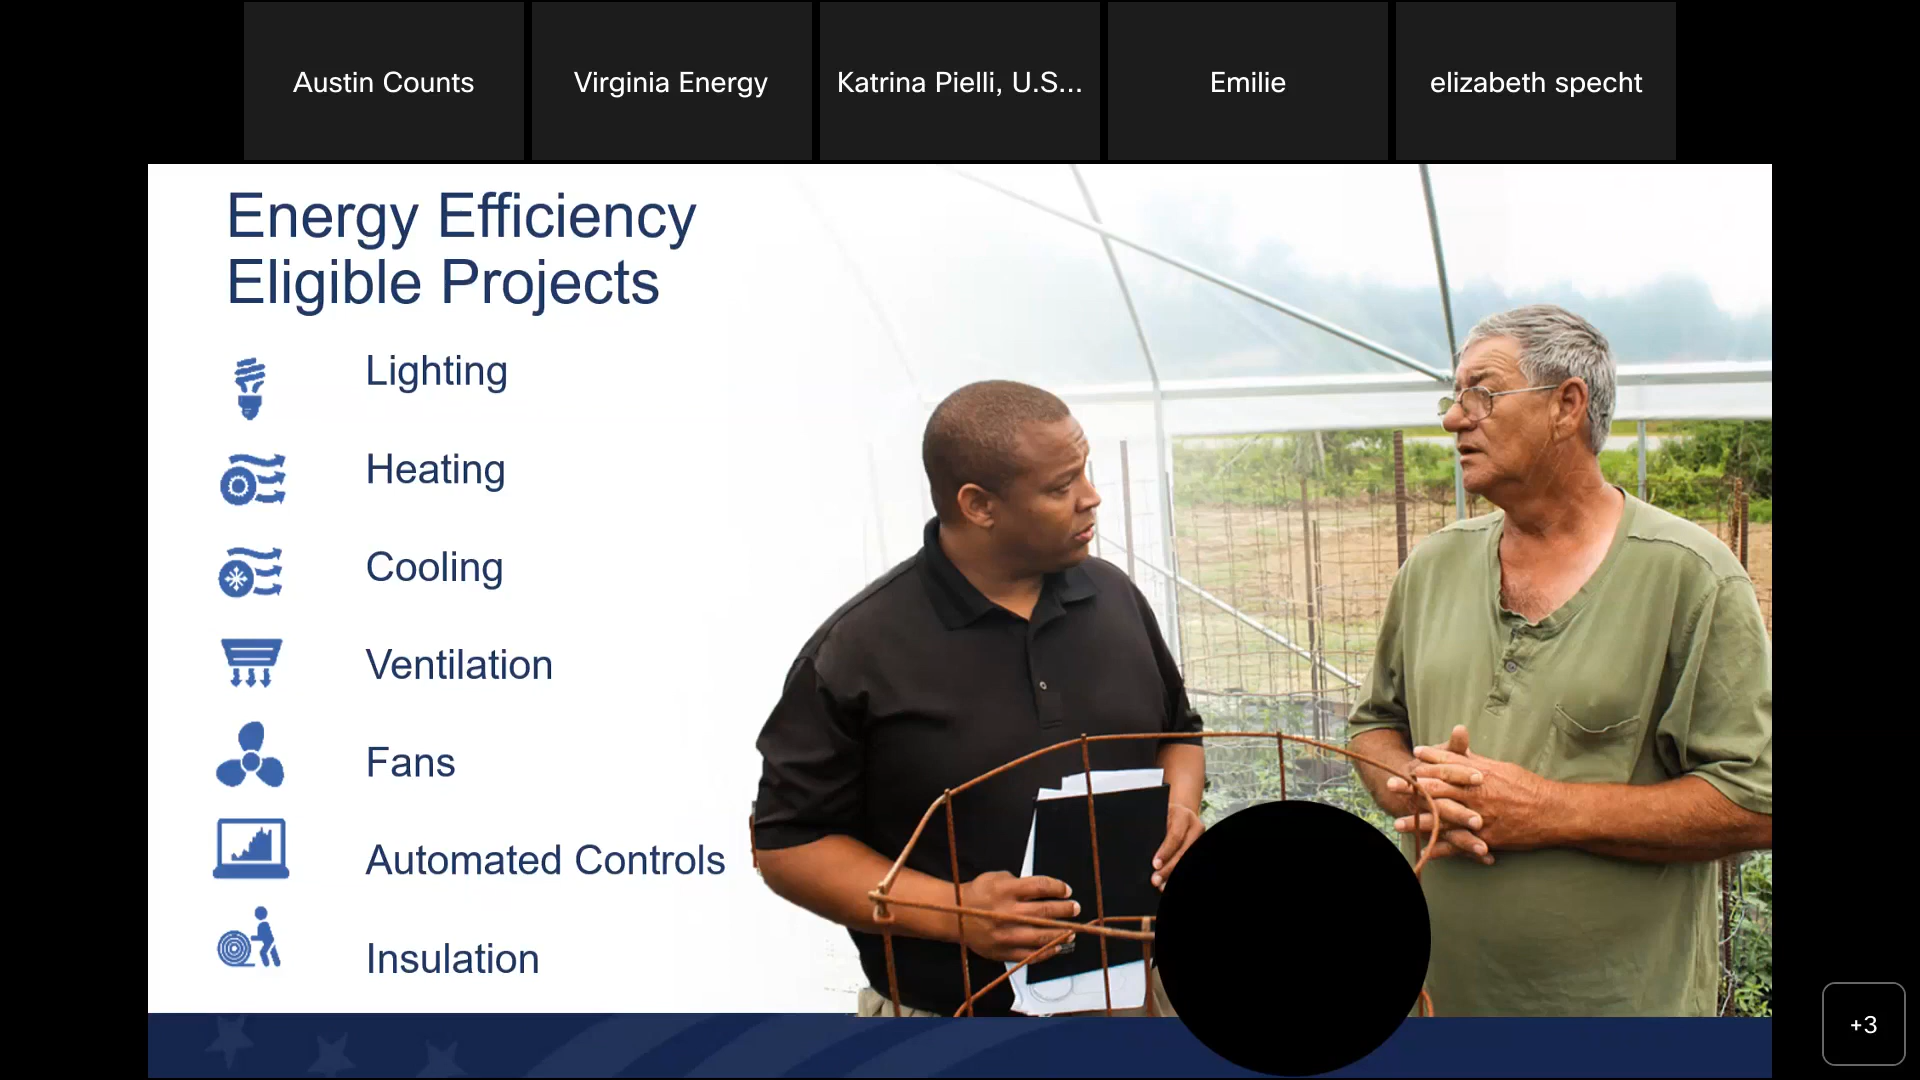 Austin Counts
Virginia Energy
Katrina Pielli, U.S...
Emilie
elizabeth specht
Energy Efficiency
Eligible Projects
Lighting
Heating
Cooling
Ventilation
Fans
Automated Controls
Insulation
+3